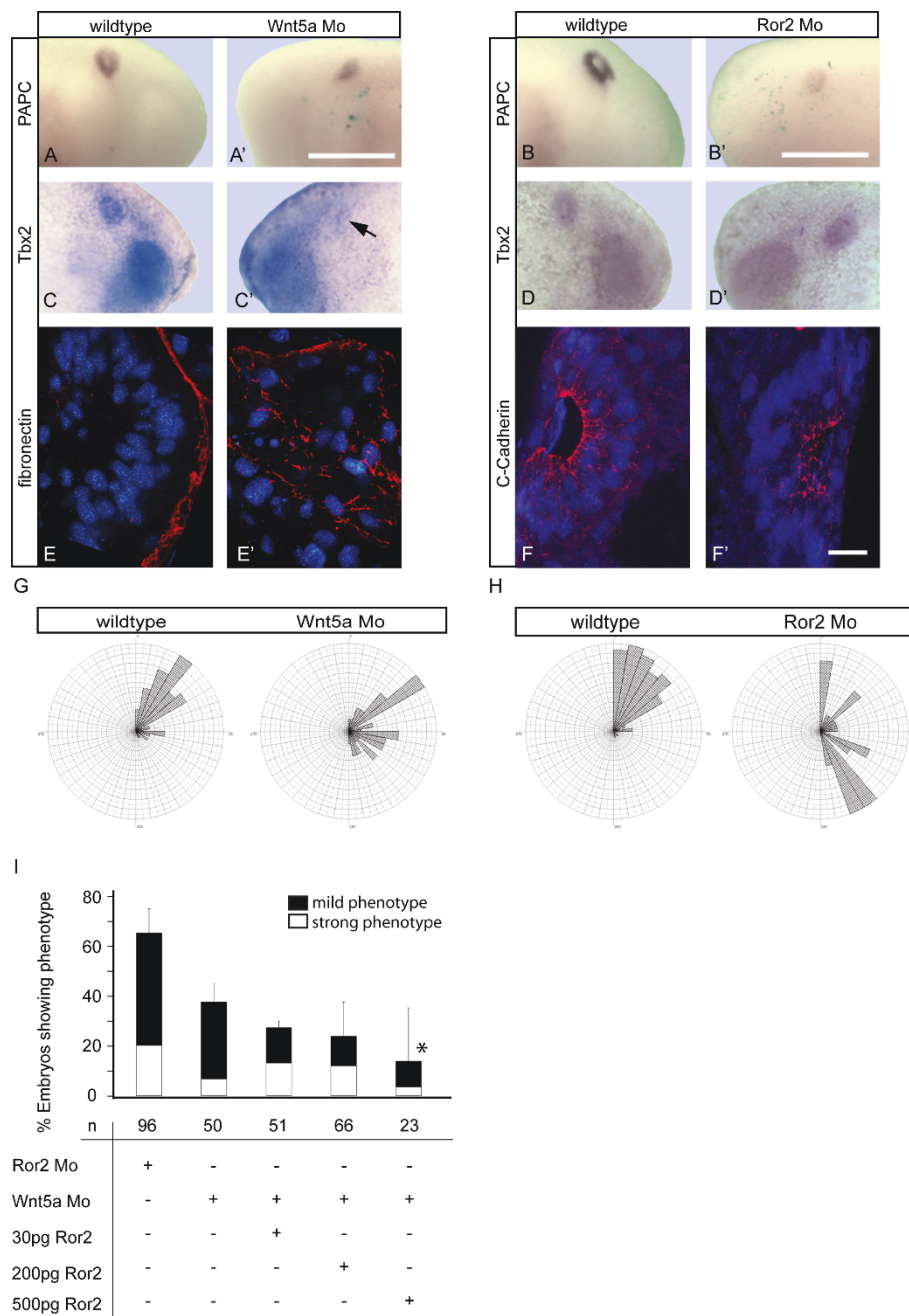 wildtype Wnt5a Mo wildtype Ror2 Mo
PAPC A A' PAPC B B'
Tbx2 C C' Tbx2 D D'
fibronectin E E' C-Cadherin F F'
G H
wildtype Wnt5a Mo wildtype Ror2 Mo
I
% Embryos showing phenotype
80
60
40
20
0
mild phenotype
strong phenotype
*
n 96 50 51 66 23
Ror2 Mo + - - - -
Wnt5a Mo - + + + +
30pg Ror2 - - + - -
200pg Ror2 - - - + -
500pg Ror2 - - - - +